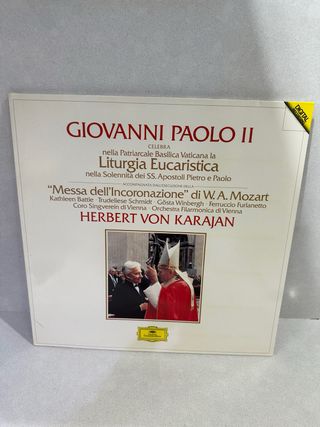 DIGITAL
GIOVANNI PAOLO II
CELEBRA
nella Patriarcale Basilica Vaticana la
Liturgia Eucaristica
nella Solennità dei SS. Apostoli Pietro e Paolo
ACCOMPAGNATA DALL'ESECUZIONE DELLA
“Messa dell'Incoronazione” di W. A. Mozart
Kathleen Battle · Trudeliese Schmidt · Gösta Winbergh · Ferruccio Furlanetto
Coro Singverein di Vienna · Orchestra Filarmonica di Vienna
HERBERT VON KARAJAN